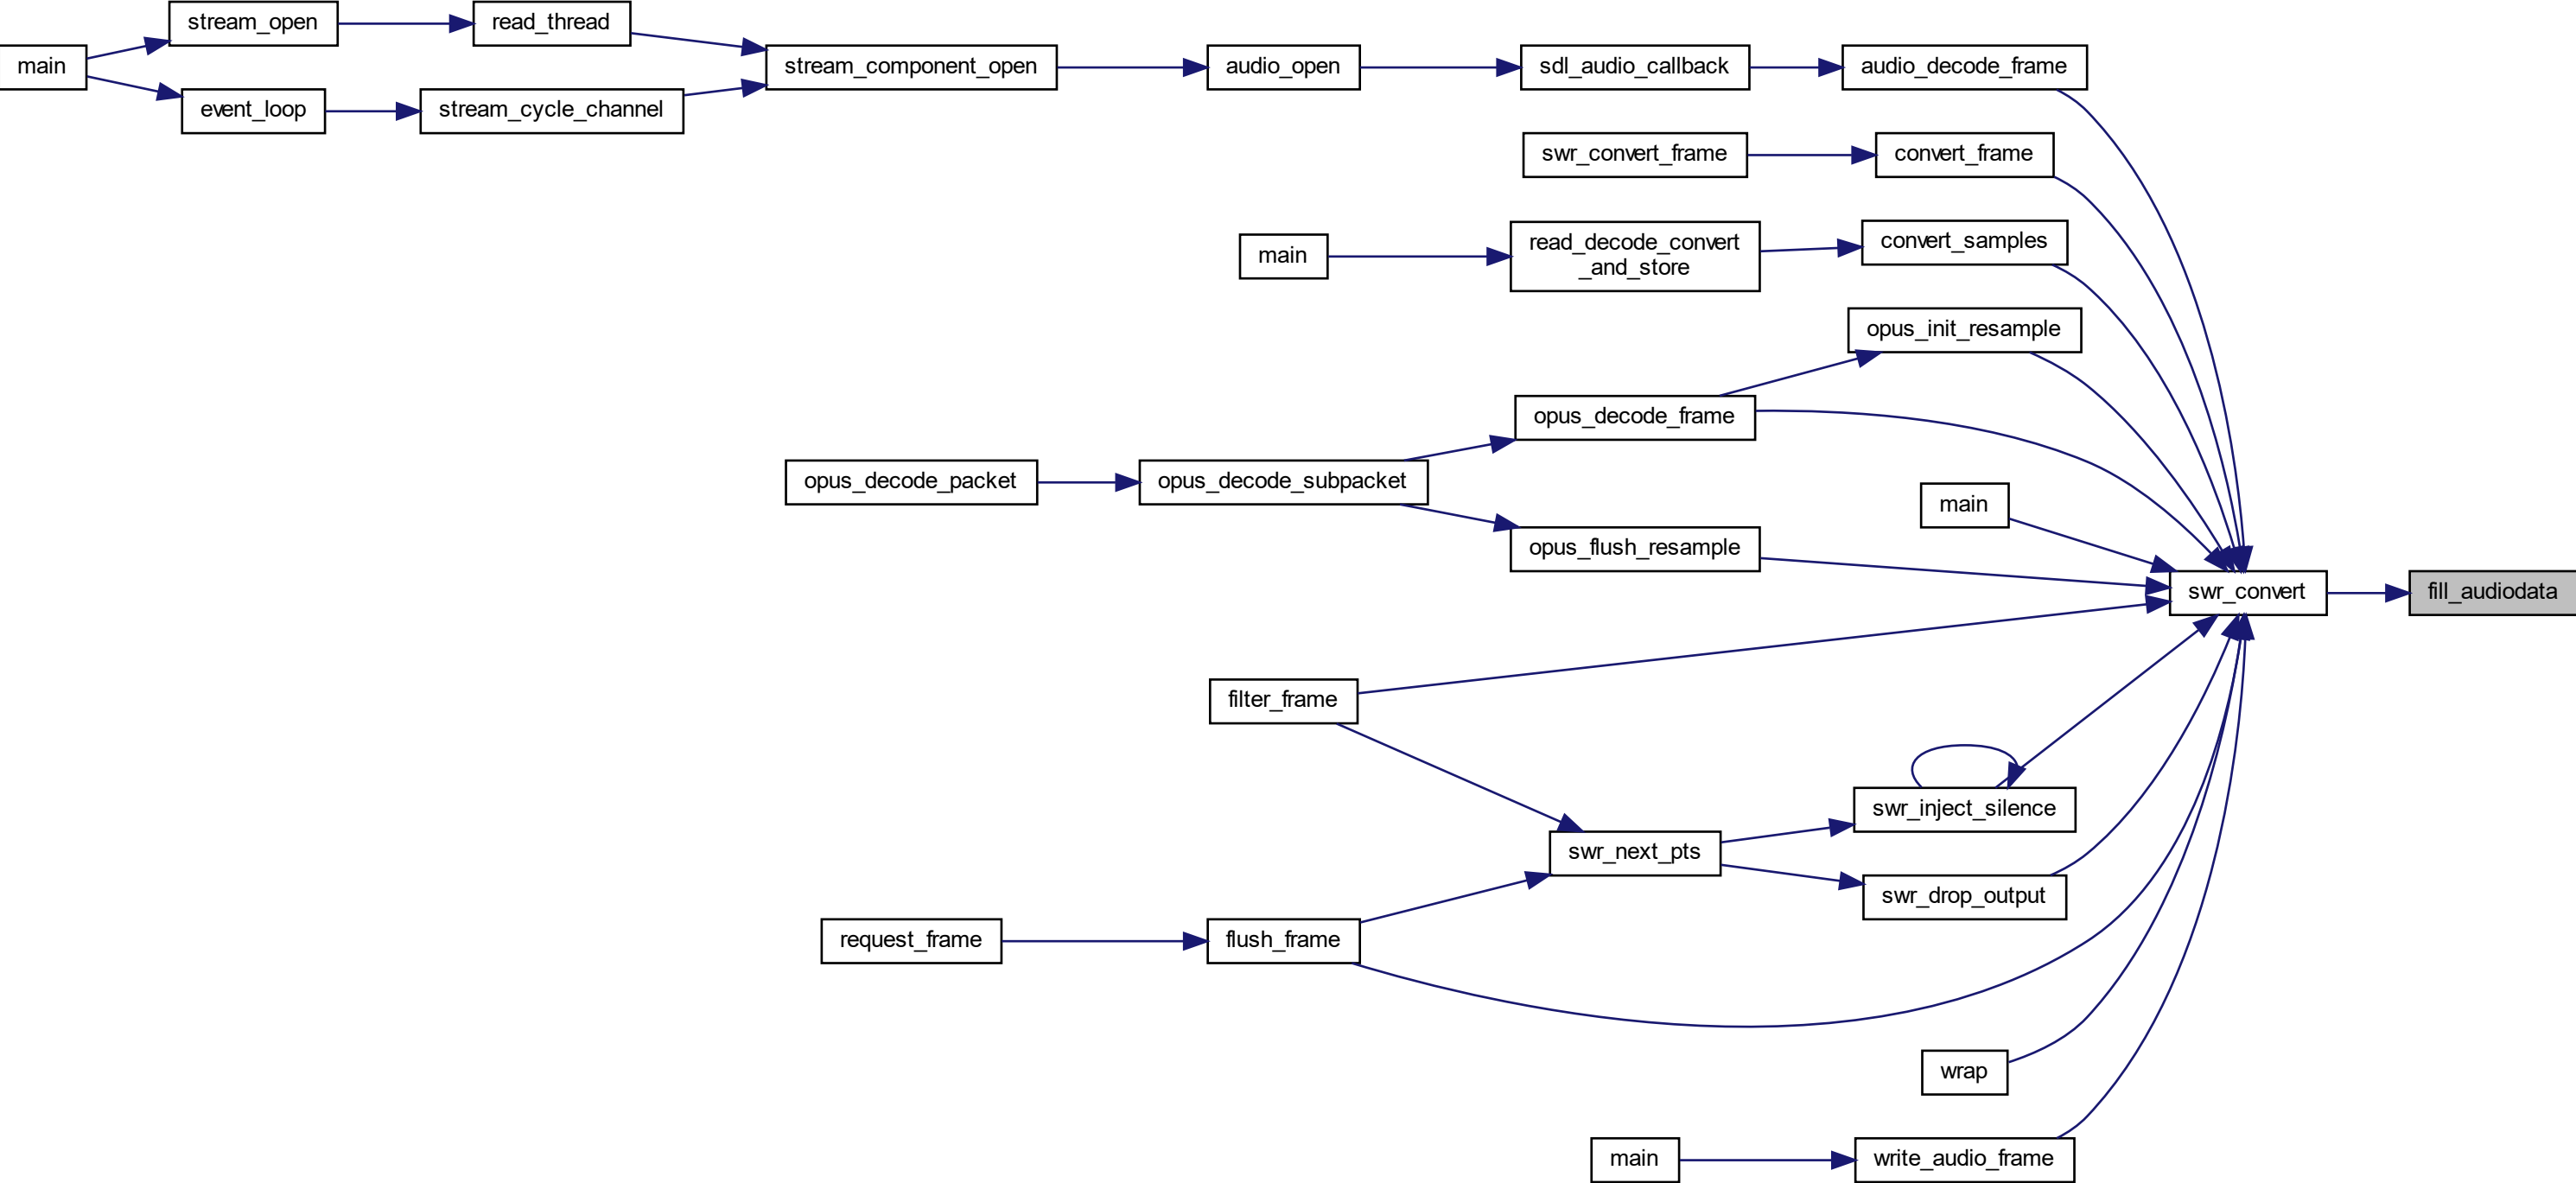 stream_open
read_thread
main
stream_component_open
audio_open
sdl_audio_callback
audio_decode_frame
event_loop
stream_cycle_channel
swr_convert_frame
convert_frame
main
read_decode_convert
_and_store
convert_samples
opus_init_resample
opus_decode_frame
opus_decode_packet
opus_decode_subpacket
main
opus_flush_resample
swr_convert
fill_audiodata
filter_frame
swr_inject_silence
swr_next_pts
swr_drop_output
request_frame
flush_frame
wrap
main
write_audio_frame